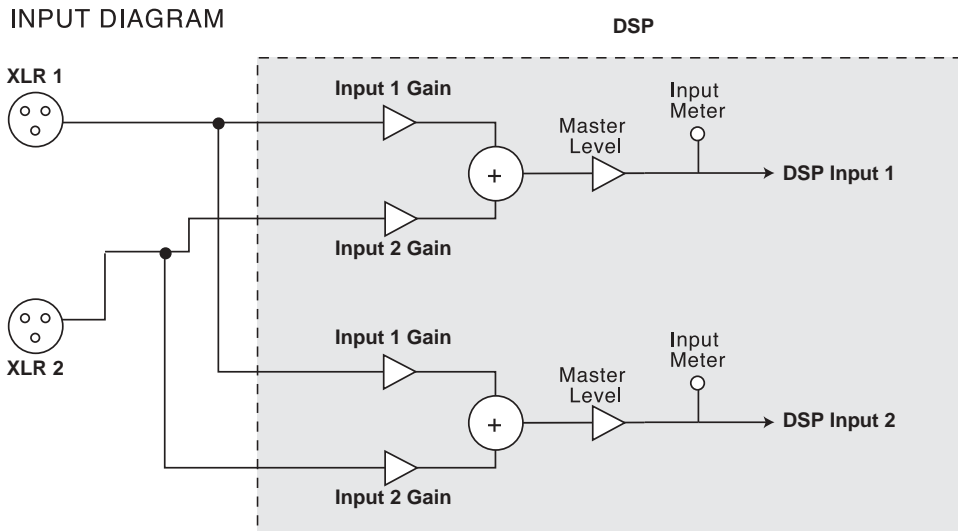 INPUT DIAGRAM
DSP
XLR 1
Input 1 Gain
Input
Meter
Master
Level
+
DSP Input 1
Input 2 Gain
XLR 2
Input 1 Gain
Input
Meter
Master
Level
+
DSP Input 2
Input 2 Gain